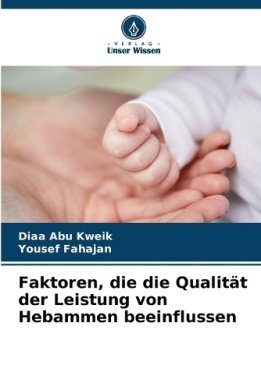 VERLAG
Unser Wissen
Diaa Abu Kweik
Yousef Fahajan
Faktoren, die die Qualität
der Leistung von
Hebammen beeinflussen